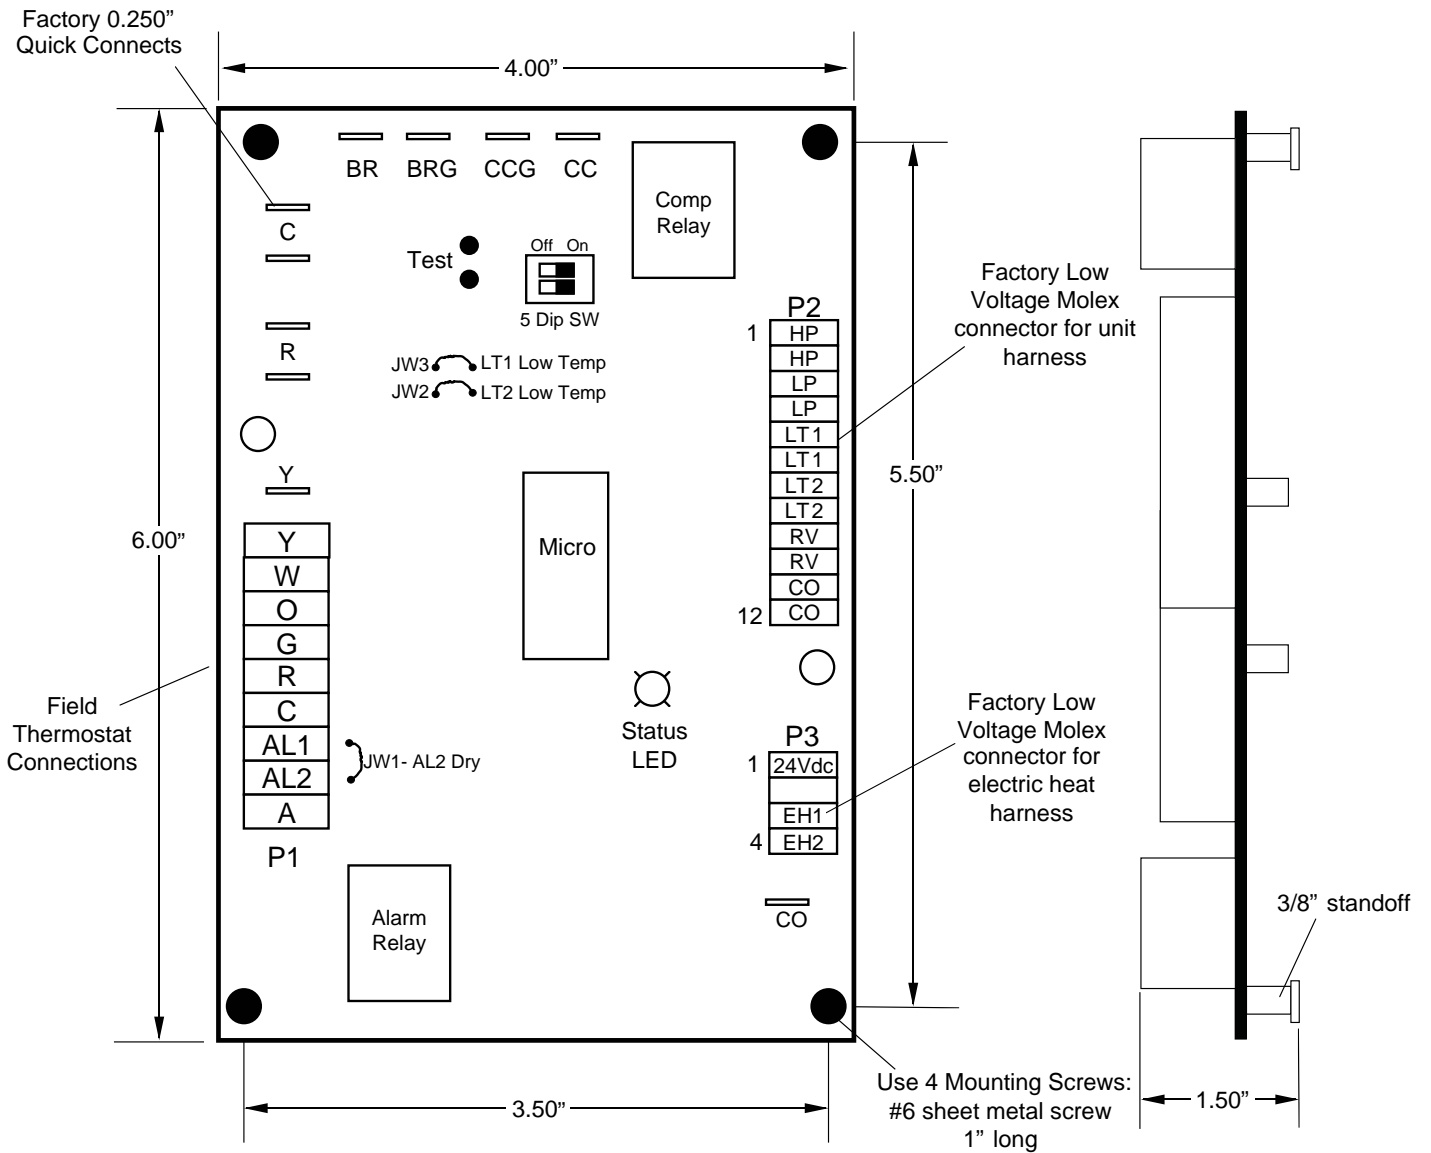 Factory 0.250”
Quick Connects
4.00”
BR BRG CCG CC
Comp
Relay
C
Test
Off On
5 Dip SW
R
JW3 LT1 Low Temp
JW2 LT2 Low Temp
P2
1 HP
HP
LP
LP
LT1
LT1
LT2
LT2
RV
RV
CO
12 CO
Factory Low
Voltage Molex
connector for unit
harness
5.50”
6.00”
Y
Y
W
O
G
R
C
AL1
AL2
A
P1
JW1- AL2 Dry
Micro
Field
Thermostat
Connections
Status
LED
P3
1 24Vdc
EH1
4 EH2
Factory Low
Voltage Molex
connector for
electric heat
harness
CO
Alarm
Relay
3/8” standoff
Use 4 Mounting Screws:
#6 sheet metal screw
1” long
3.50”
1.50”